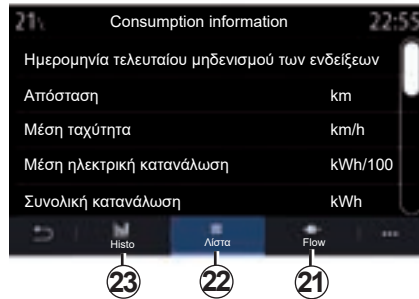 21 Consumption information 22:55
Ημερομηνία τελευταίου μηδενισμού των ενδείξεων
Απόσταση km
Μέση ταχύτητα km/h
Μέση ηλεκτρική κατανάλωση kWh/100
Συνολική κατανάλωση kWh
Histo Λίστα Flow
23 22 21